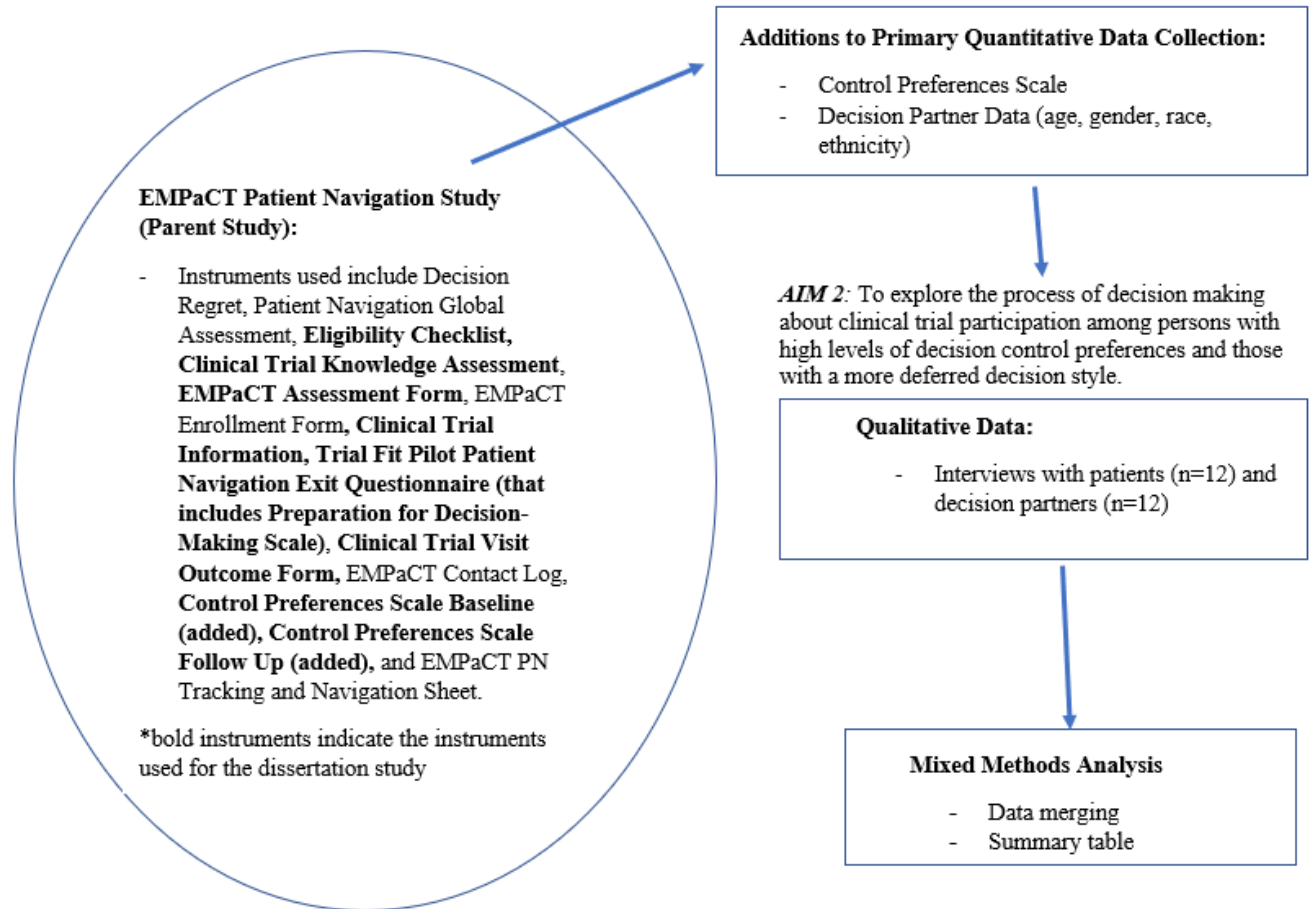 EMPaCT Patient Navigation Study
(Parent Study):
- Instruments used include Decision
Regret, Patient Navigation Global
Assessment, Eligibility Checklist,
Clinical Trial Knowledge Assessment,
EMPaCT Assessment Form, EMPaCT
Enrollment Form, Clinical Trial
Information, Trial Fit Pilot Patient
Navigation Exit Questionnaire (that
includes Preparation for Decision-
Making Scale), Clinical Trial Visit
Outcome Form, EMPaCT Contact Log,
Control Preferences Scale Baseline
(added), Control Preferences Scale
Follow Up (added), and EMPaCT PN
Tracking and Navigation Sheet.
*bold instruments indicate the instruments
used for the dissertation study
Additions to Primary Quantitative Data Collection:
- Control Preferences Scale
- Decision Partner Data (age, gender, race,
ethnicity)
AIM 2: To explore the process of decision making
about clinical trial participation among persons with
high levels of decision control preferences and those
with a more deferred decision style.
Qualitative Data:
- Interviews with patients (n=12) and
decision partners (n=12)
Mixed Methods Analysis
- Data merging
- Summary table